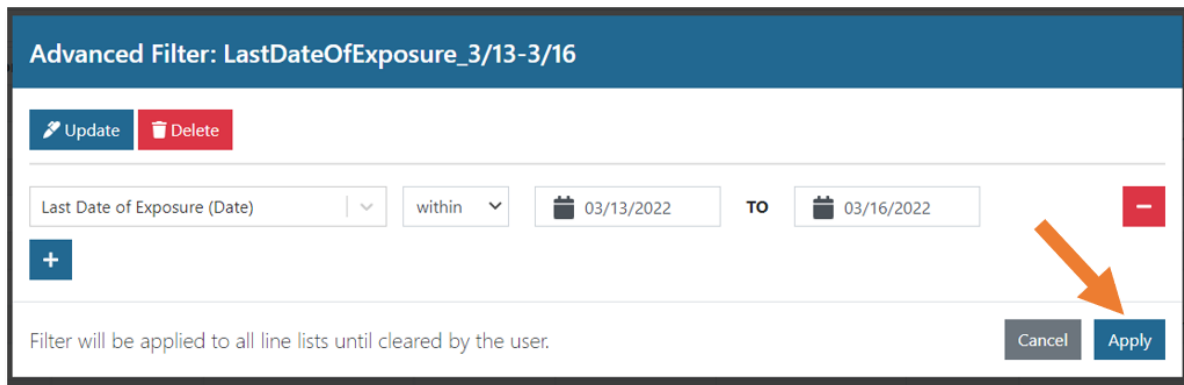 Advanced Filter: LastDateOfExposure_3/13-3/16
Update Delete
Last Date of Exposure (Date) within 03/13/2022 TO 03/16/2022
Filter will be applied to all line lists until cleared by the user. Cancel Apply